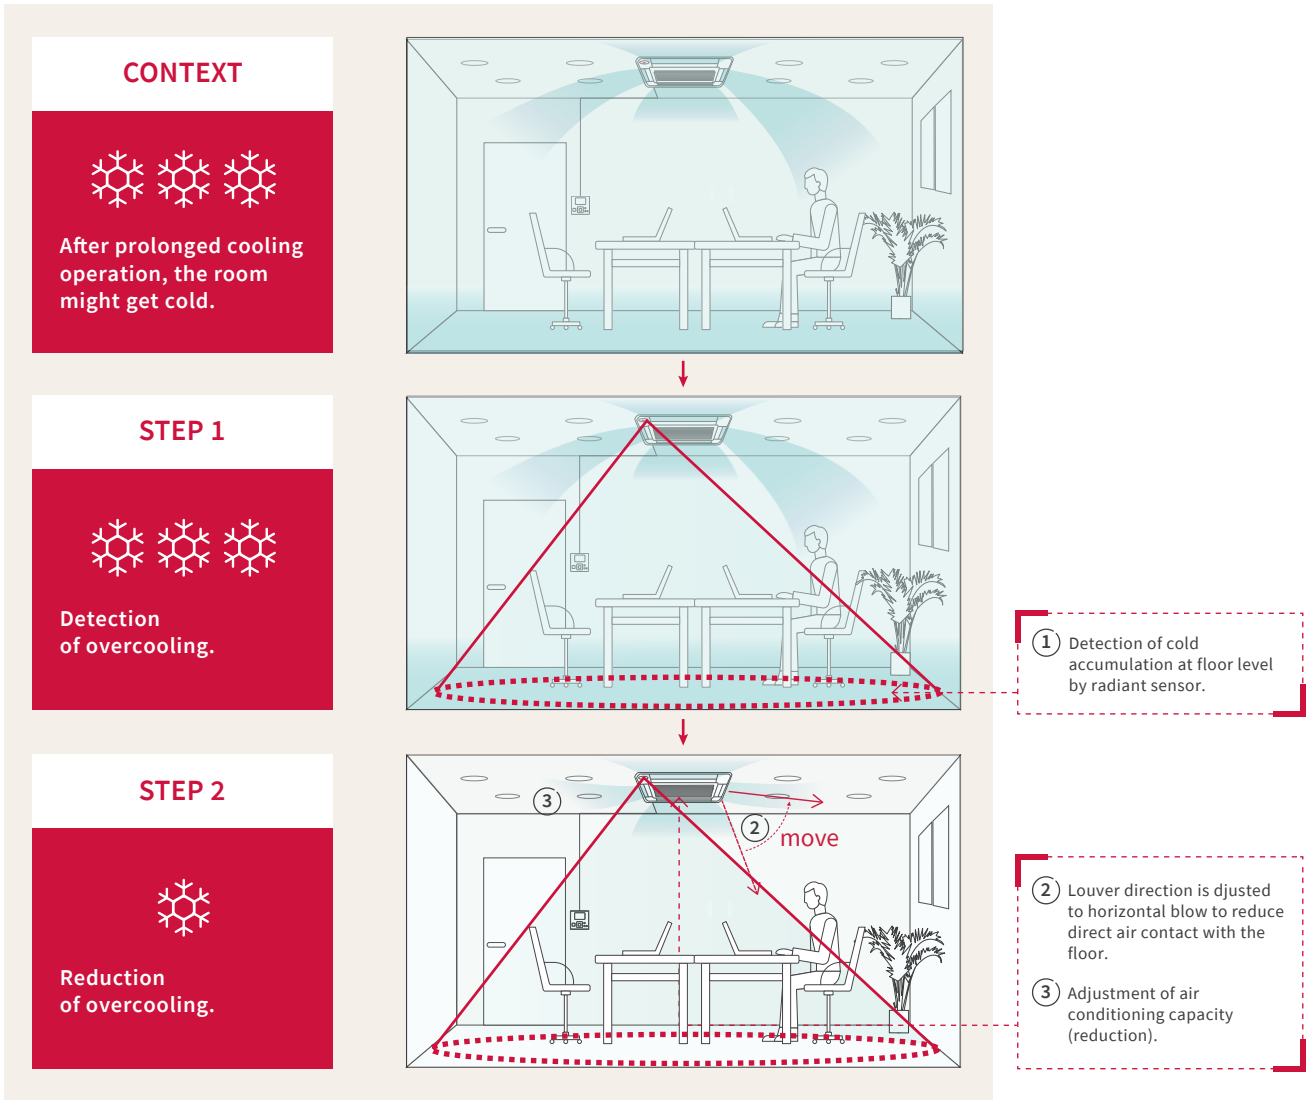 CONTEXT
After prolonged cooling
operation, the room
might get cold.
STEP 1
Detection
of overcooling.
1 Detection of cold
accumulation at floor level
by radiant sensor.
STEP 2
Reduction
of overcooling.
3
2
move
2 Louver direction is djusted
to horizontal blow to reduce
direct air contact with the
floor.
3 Adjustment of air
conditioning capacity
(reduction).